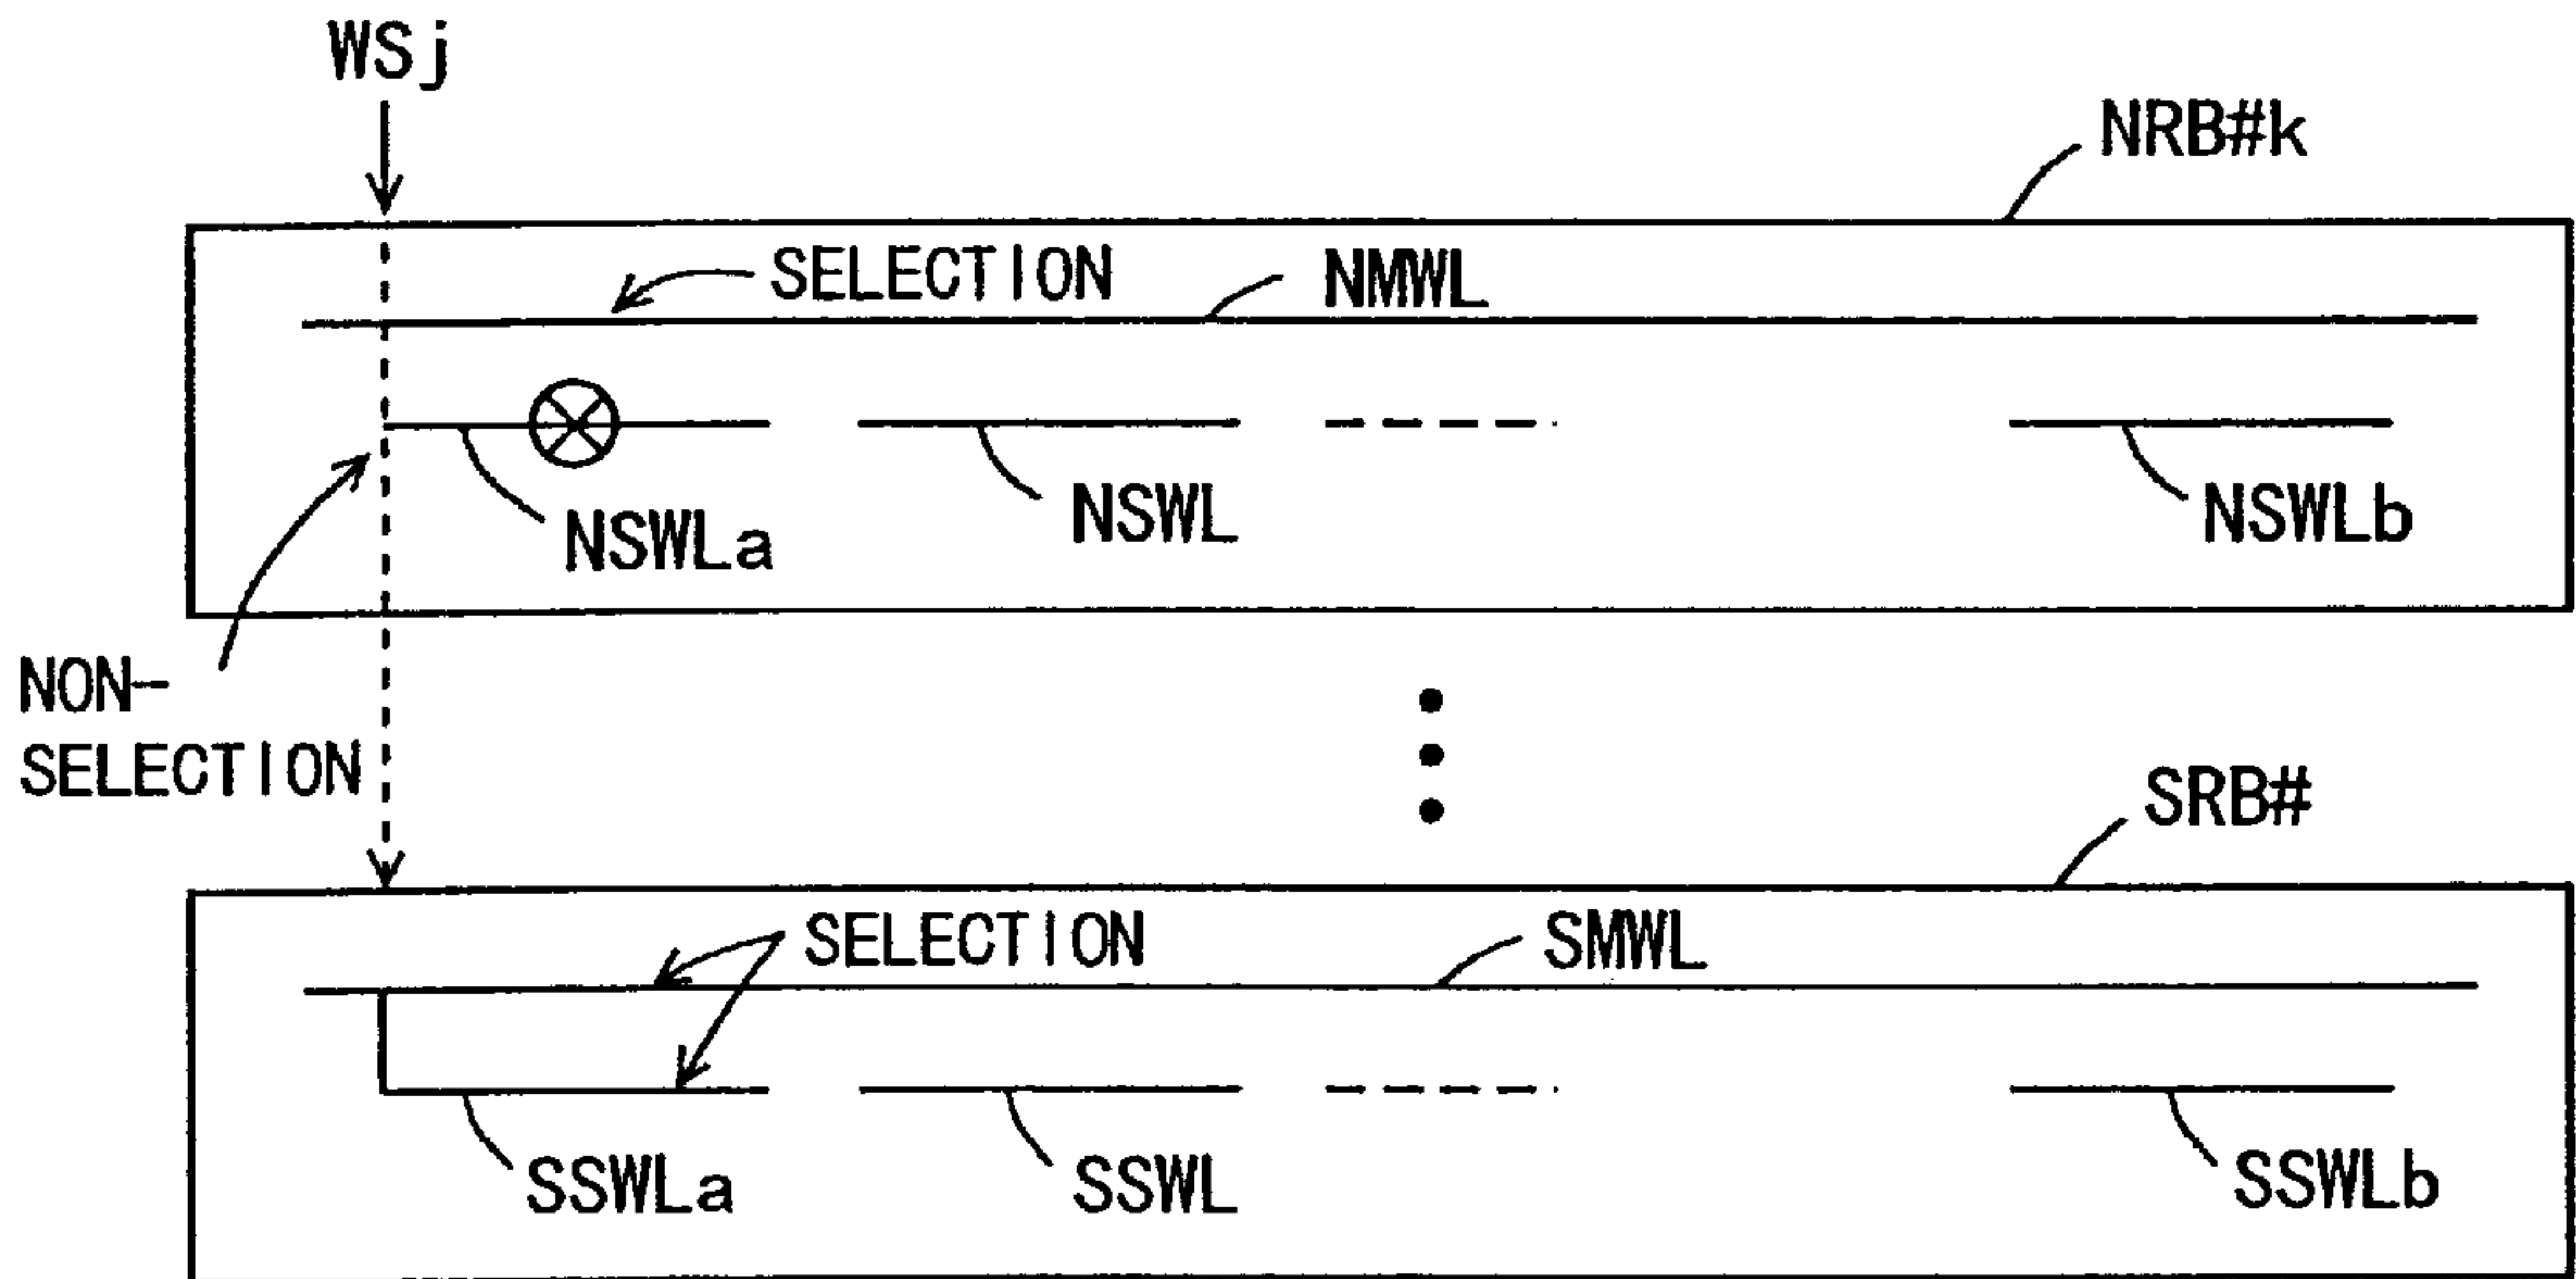 WSj
NRB#k
SELECTION
NMWL
NSWLa
NSWL
NSWLb
NON-
SELECTION
SRB#
SELECTION
SMWL
SSWLa
SSWL
SSWLb